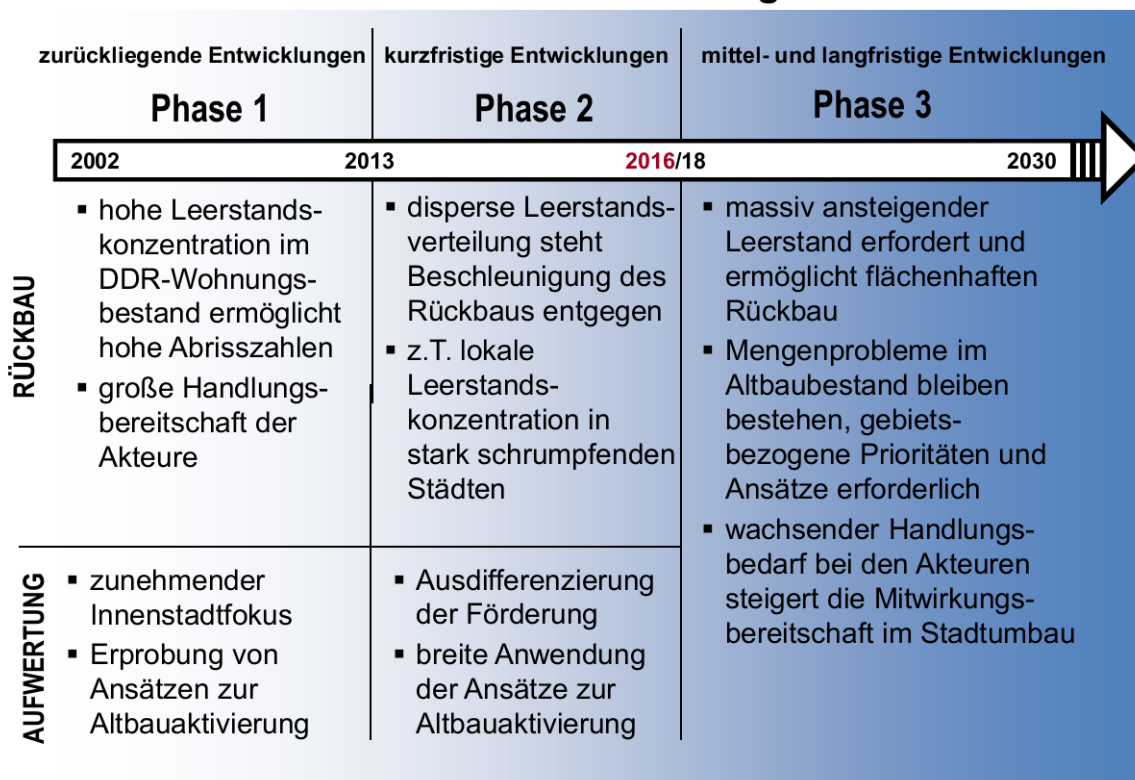 zurückliegende Entwicklungen
Phase 1
kurzfristige Entwicklungen
Phase 2
mittel- und langfristige Entwicklungen
Phase 3
2002
2013
2016/18
2030
RÜCKBAU
▪ hohe Leerstands-
konzentration im
DDR-Wohnungs-
bestand ermöglicht
hohe Abrisszahlen
▪ große Handlungs-
bereitschaft der
Akteure
▪ disperse Leerstands-
verteilung steht
Beschleunigung des
Rückbaus entgegen
▪ z.T. lokale
Leerstands-
konzentration in
stark schrumpfenden
Städten
▪ massiv ansteigender
Leerstand erfordert und
ermöglicht flächenhaften
Rückbau
▪ Mengenprobleme im
Altbaubestand bleiben
bestehen, gebiets-
bezogene Prioritäten und
Ansätze erforderlich
▪ wachsender Handlungs-
bedarf bei den Akteuren
steigert die Mitwirkungs-
bereitschaft im Stadtumbau
AUFWERTUNG
▪ zunehmender
Innenstadtfokus
▪ Erprobung von
Ansätzen zur
Altbauaktivierung
▪ Ausdifferenzierung
der Förderung
▪ breite Anwendung
der Ansätze zur
Altbauaktivierung